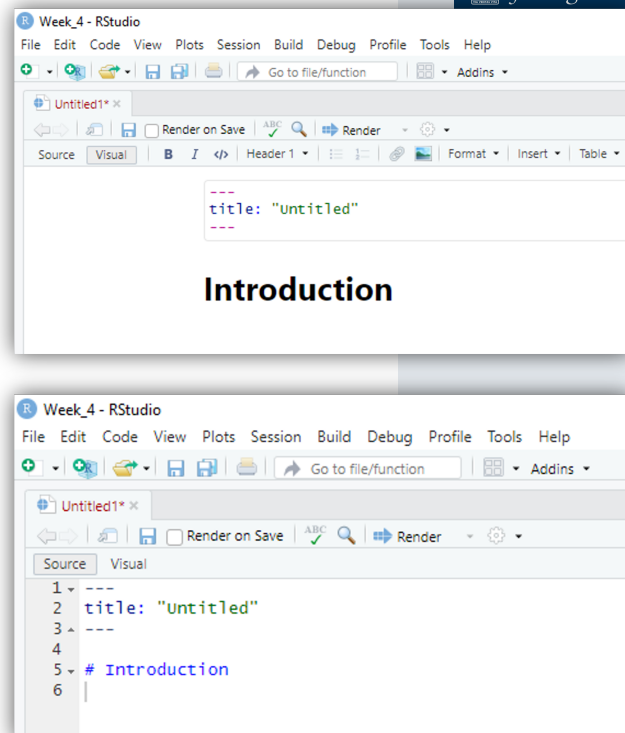 Week_4 - RStudio
File Edit Code View Plots Session Build Debug Profile Tools Help
Go to file/function Addins
Untitled1*
Render on Save ABC Render
Source Visual B I </> Header 1 Format Insert Table
---
title: "Untitled"
---
Introduction
Week_4 - RStudio
File Edit Code View Plots Session Build Debug Profile Tools Help
Go to file/function Addins
Untitled1*
Render on Save ABC Render
Source Visual
1 ---
2 title: "Untitled"
3 ---
4
5 # Introduction
6